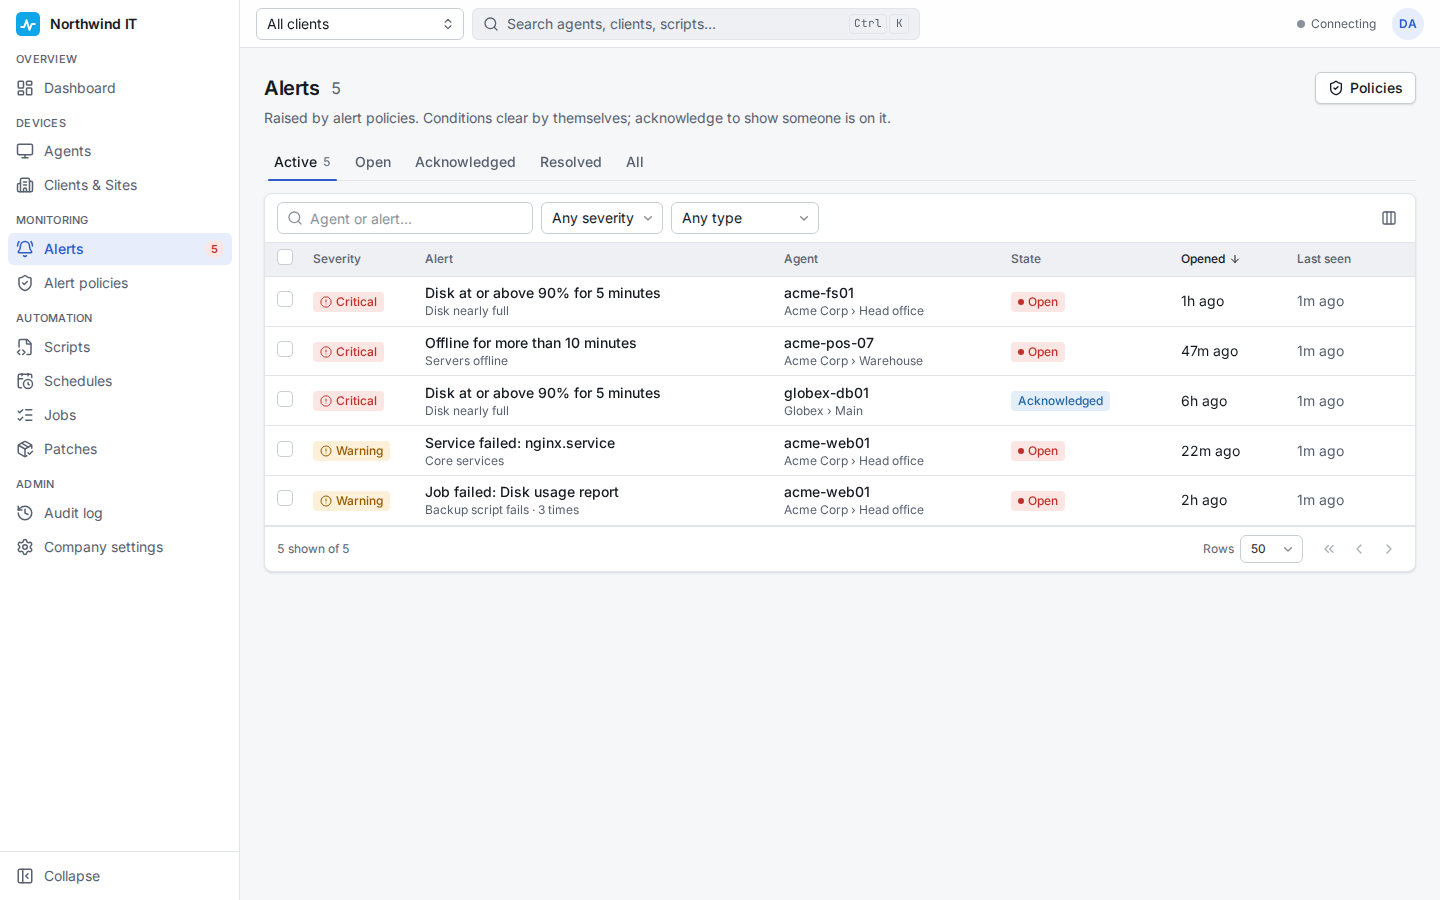 Northwind IT
All clients
Search agents, clients, scripts...
Ctrl K
Connecting
DA
OVERVIEW
Dashboard
DEVICES
Agents
Clients & Sites
MONITORING
Alerts 5
Alert policies
AUTOMATION
Scripts
Schedules
Jobs
Patches
ADMIN
Audit log
Company settings
Collapse
Alerts 5
Policies
Raised by alert policies. Conditions clear by themselves; acknowledge to show someone is on it.
Active 5 Open Acknowledged Resolved All
Agent or alert... Any severity Any type
Severity Alert Agent State Opened Last seen
Critical Disk at or above 90% for 5 minutes acme-fs01 Open 1h ago 1m ago
Disk nearly full Acme Corp › Head office
Critical Offline for more than 10 minutes acme-pos-07 Open 47m ago 1m ago
Servers offline Acme Corp › Warehouse
Critical Disk at or above 90% for 5 minutes globex-db01 Acknowledged 6h ago 1m ago
Disk nearly full Globex › Main
Warning Service failed: nginx.service acme-web01 Open 22m ago 1m ago
Core services Acme Corp › Head office
Warning Job failed: Disk usage report acme-web01 Open 2h ago 1m ago
Backup script fails · 3 times Acme Corp › Head office
5 shown of 5 Rows 50